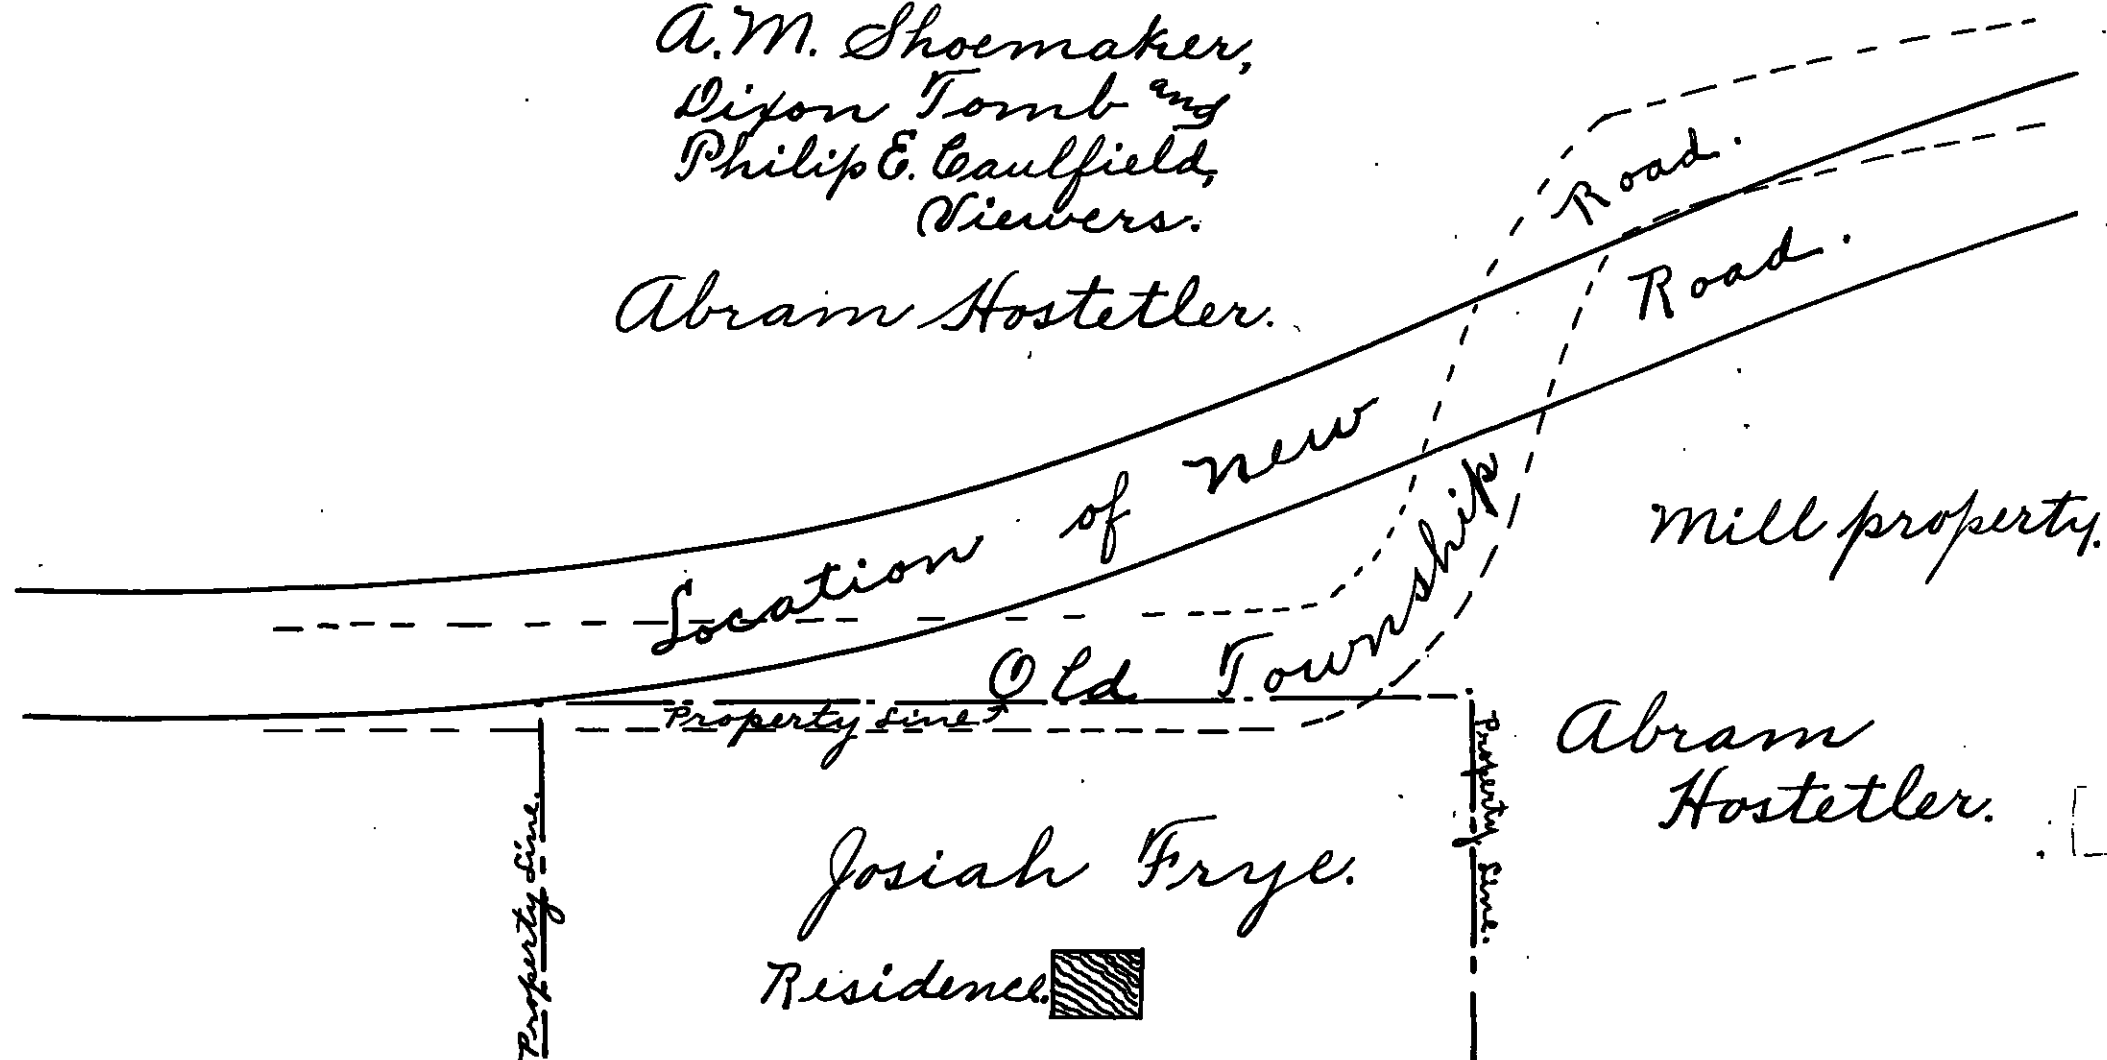 A. M. Shoemaker,
Dixon Tomb and
Philip E. Caulfield,
Viewers.
Abram Hostetler.
Location of New Road.
Old Township Road.
Mill property.
Property Line
Property Line.
Property Line.
Abram
Hostetler.
Josiah Frye.
Residence.